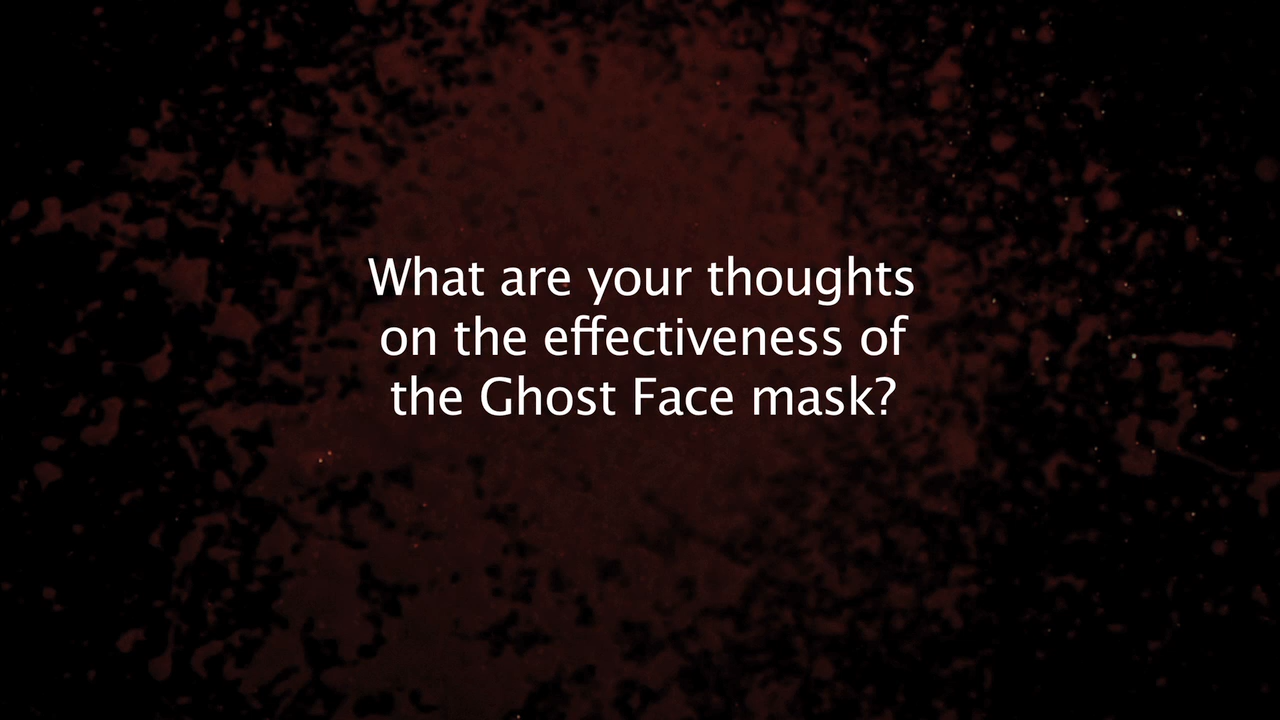 What are your thoughts
on the effectiveness of
the Ghost Face mask?